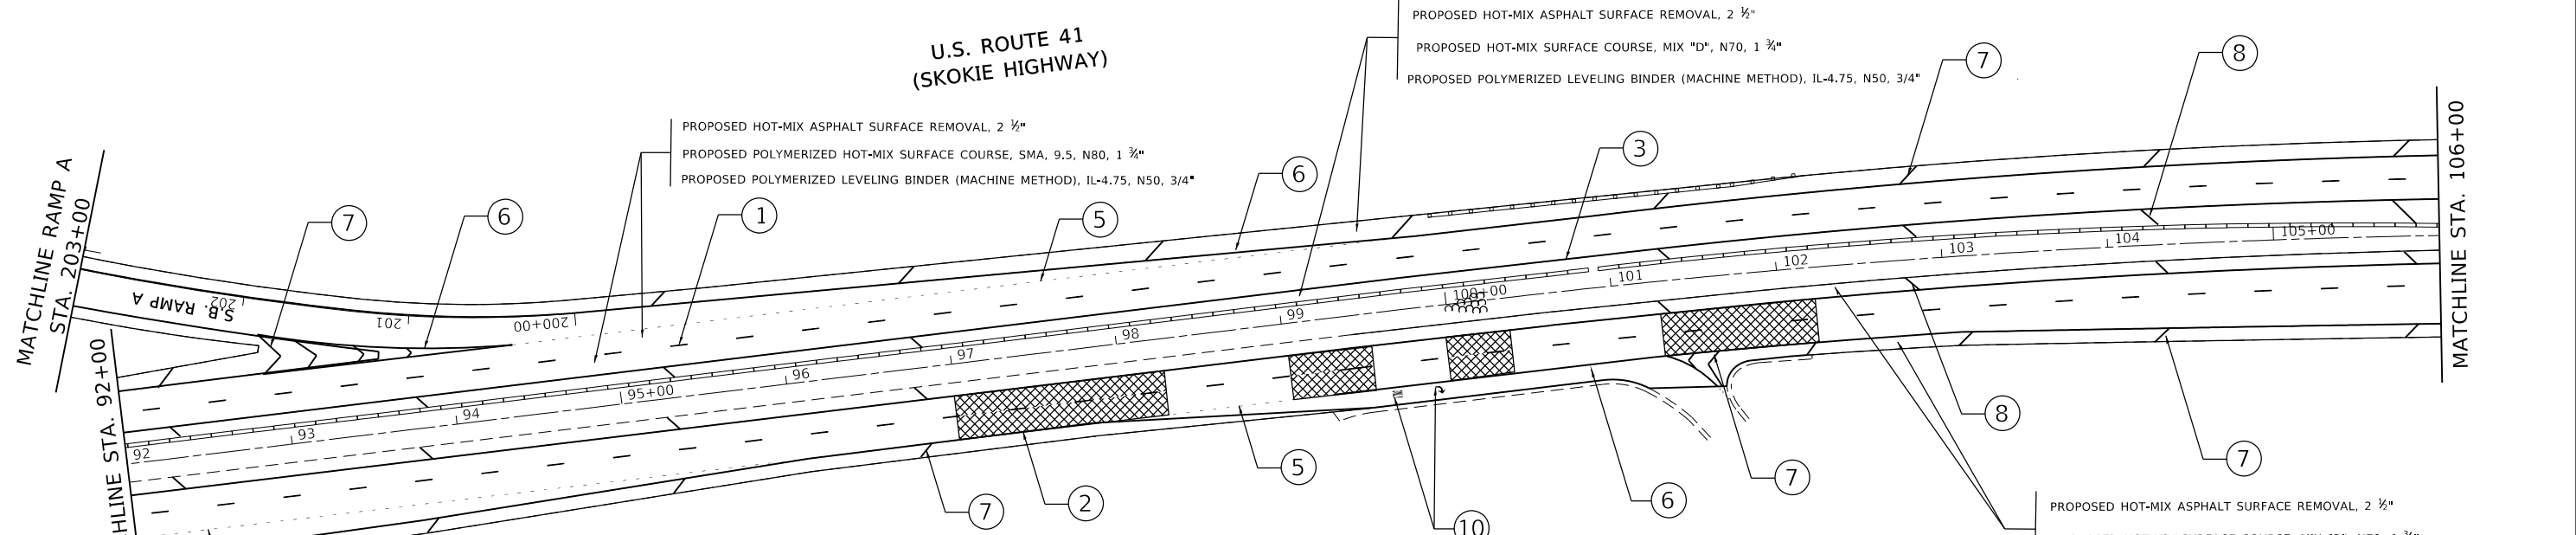 U.S. ROUTE 41
(SKOKIE HIGHWAY)
PROPOSED HOT-MIX ASPHALT SURFACE REMOVAL, 2 ½"
PROPOSED HOT-MIX SURFACE COURSE, MIX "D", N70, 1 ¾"
PROPOSED POLYMERIZED LEVELING BINDER (MACHINE METHOD), IL-4.75, N50, 3/4"
PROPOSED HOT-MIX ASPHALT SURFACE REMOVAL, 2 ½"
PROPOSED POLYMERIZED HOT-MIX SURFACE COURSE, SMA, 9.5, N80, 1 ¾"
PROPOSED POLYMERIZED LEVELING BINDER (MACHINE METHOD), IL-4.75, N50, 3/4"
7
8
3
6
5
1
6
7
MATCHLINE RAMP A
STA. 203+00
S.B. RAMP A
202
201
200+00
MATCHLINE STA. 106+00
105+00
104
103
102
101
100+00
99
98
97
96
95+00
94
93
92
HLINE STA. 92+00
7
2
5
10
6
7
8
7
PROPOSED HOT-MIX ASPHALT SURFACE REMOVAL, 2 ½"